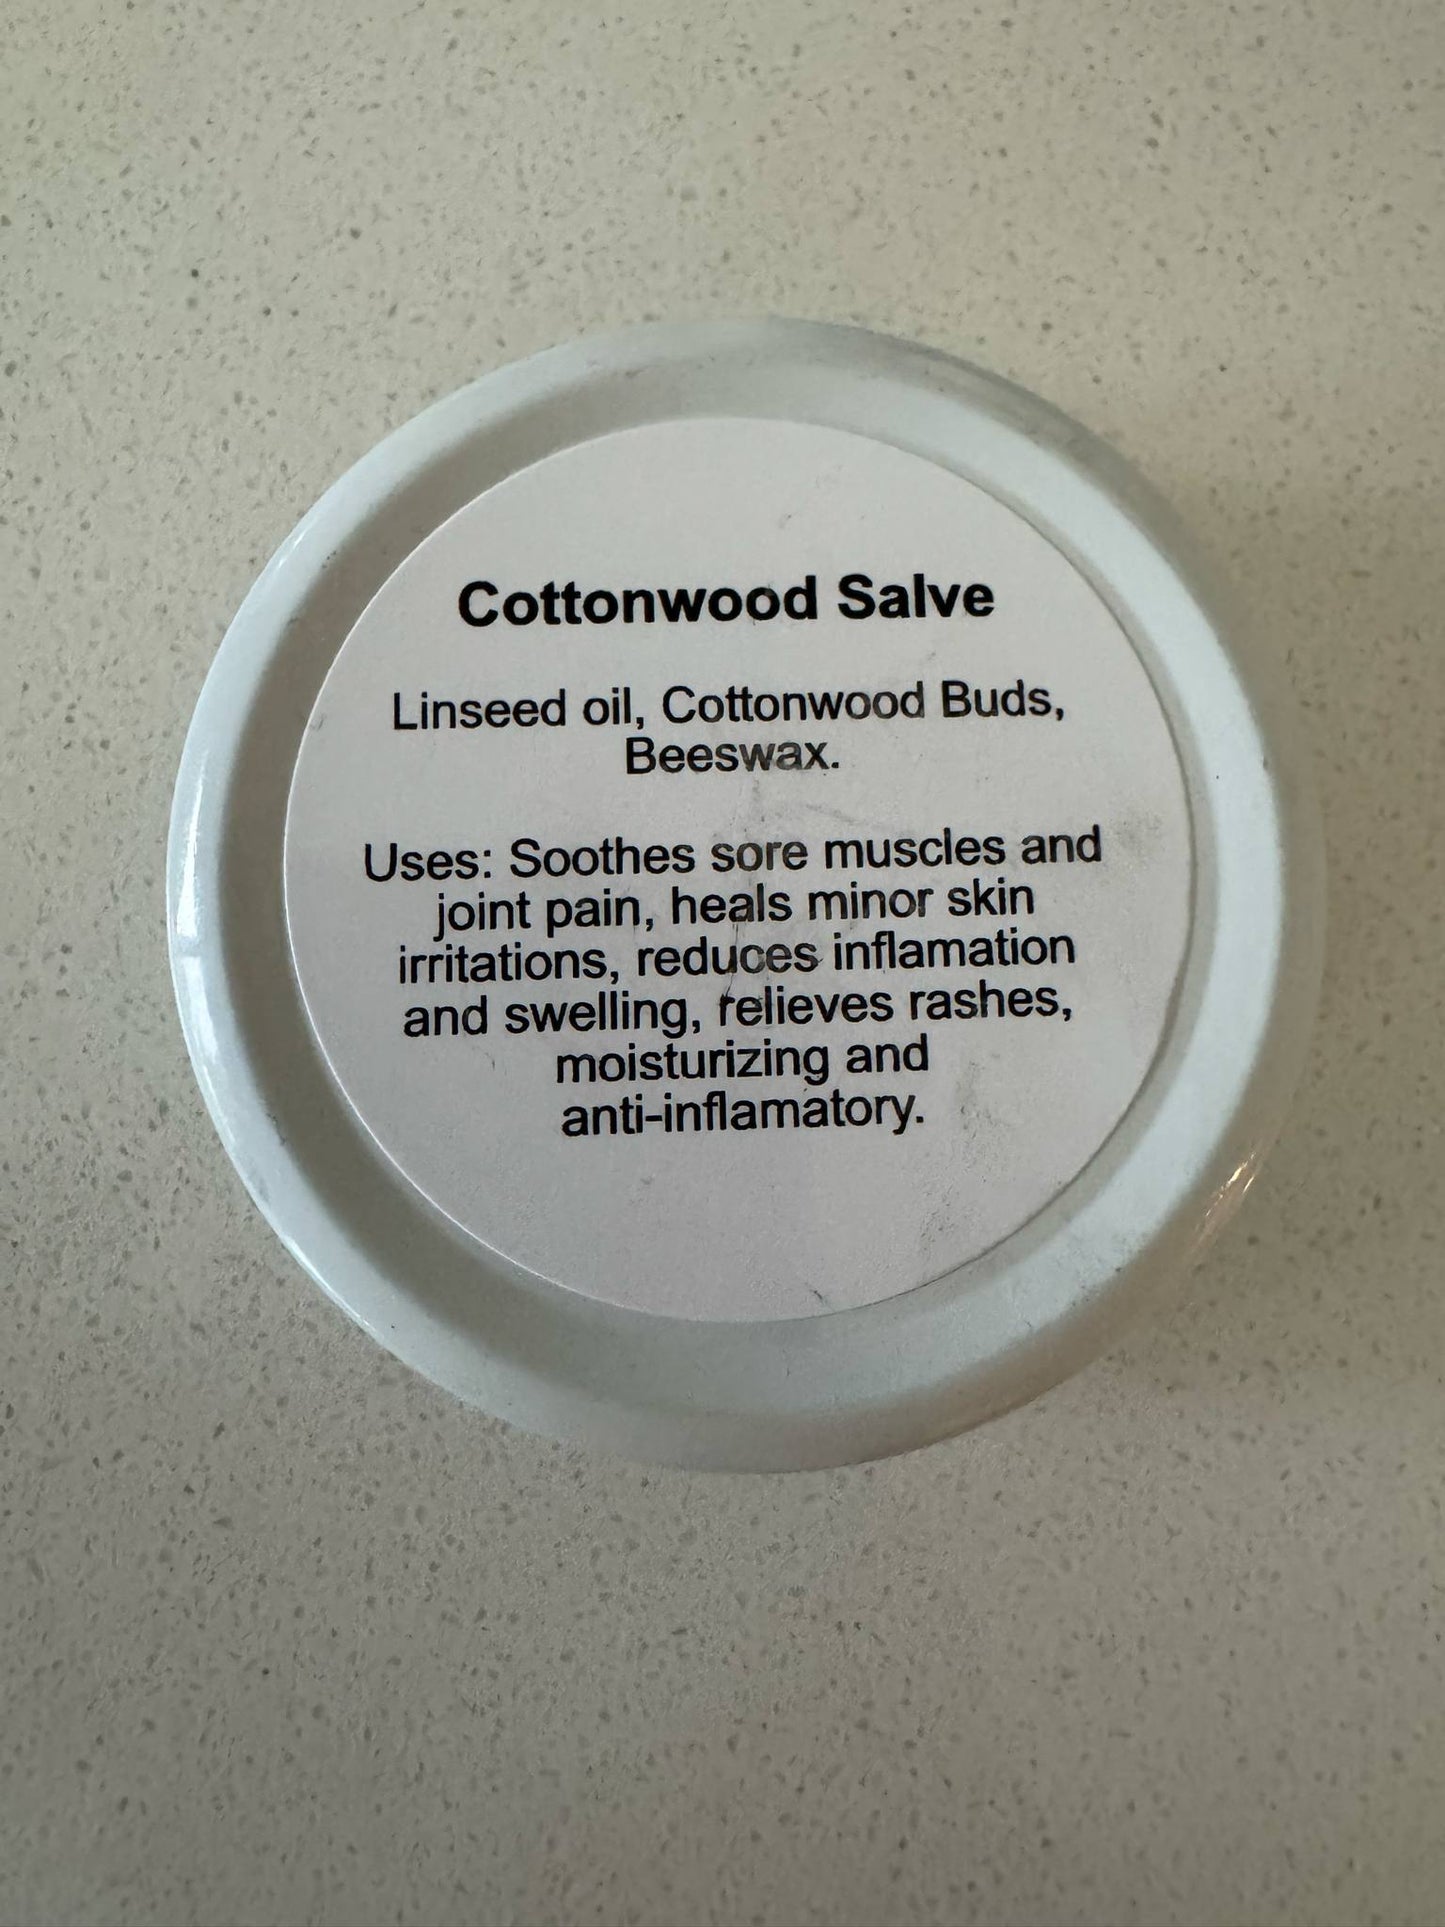 Cottonwood Salve
Linseed oil, Cottonwood Buds,
Beeswax.
Uses: Soothes sore muscles and
joint pain, heals minor skin
irritations, reduces inflamation
and swelling, relieves rashes,
moisturizing and
anti-inflamatory.